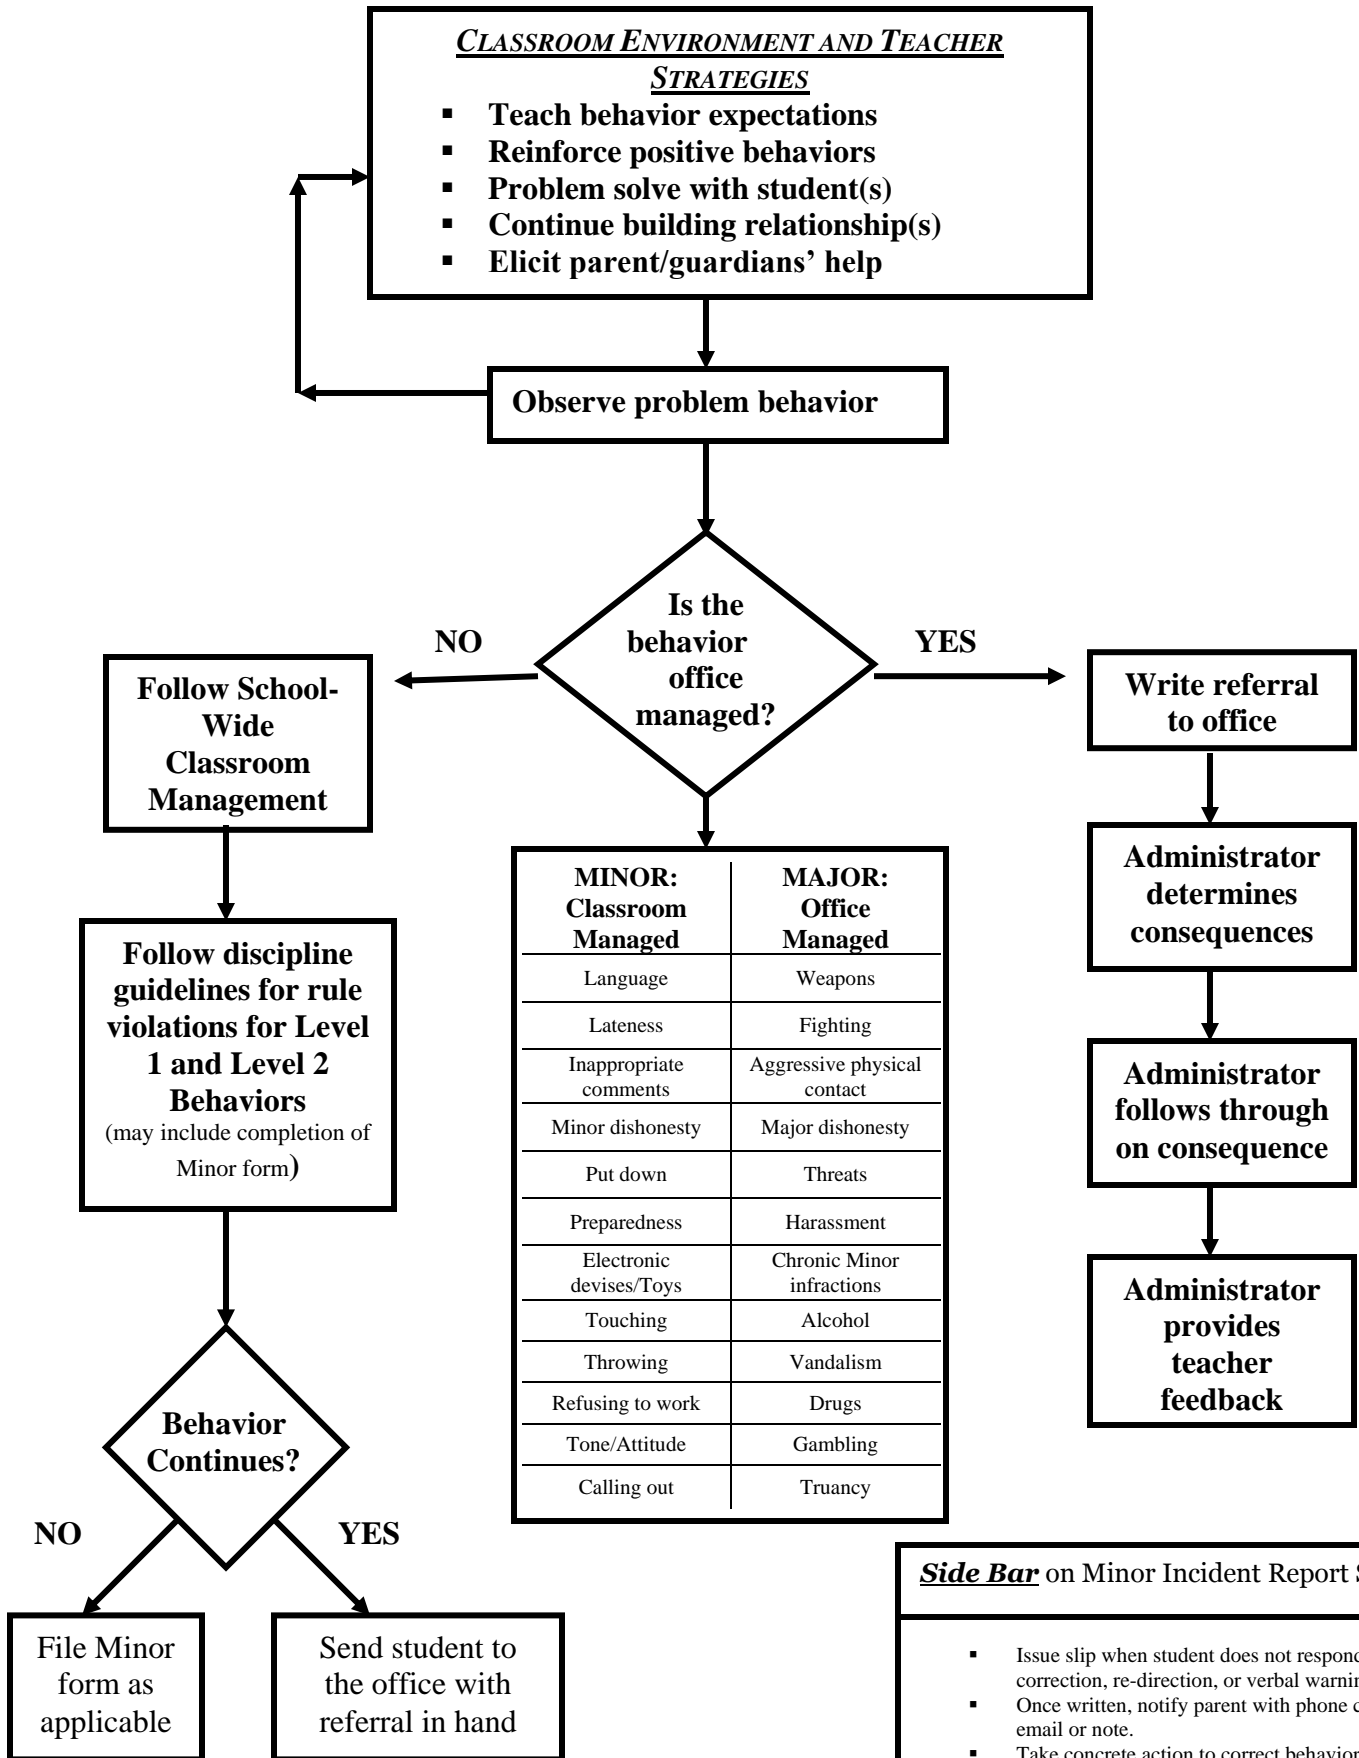 CLASSROOM ENVIRONMENT AND TEACHER
STRATEGIES
▪ Teach behavior expectations
▪ Reinforce positive behaviors
▪ Problem solve with student(s)
▪ Continue building relationship(s)
▪ Elicit parent/guardians’ help
Observe problem behavior
Is the
behavior
office
managed?
NO
YES
Follow School-
Wide
Classroom
Management
Write referral
to office
Follow discipline
guidelines for rule
violations for Level
1 and Level 2
Behaviors
(may include completion of
Minor form)
MINOR:
Classroom
Managed
MAJOR:
Office
Managed
Language
Weapons
Lateness
Fighting
Inappropriate
comments
Aggressive physical
contact
Minor dishonesty
Major dishonesty
Put down
Threats
Preparedness
Harassment
Electronic
devises/Toys
Chronic Minor
infractions
Touching
Alcohol
Throwing
Vandalism
Refusing to work
Drugs
Tone/Attitude
Gambling
Calling out
Truancy
Administrator
determines
consequences
Administrator
follows through
on consequence
Administrator
provides
teacher
feedback
Behavior
Continues?
NO
YES
File Minor
form as
applicable
Send student to
the office with
referral in hand
Side Bar on Minor Incident Report
▪ Issue slip when student does not respond
correction, re-direction, or verbal
▪ Once written, notify parent with phone
email or note.
▪ Take concrete action to correct behavior